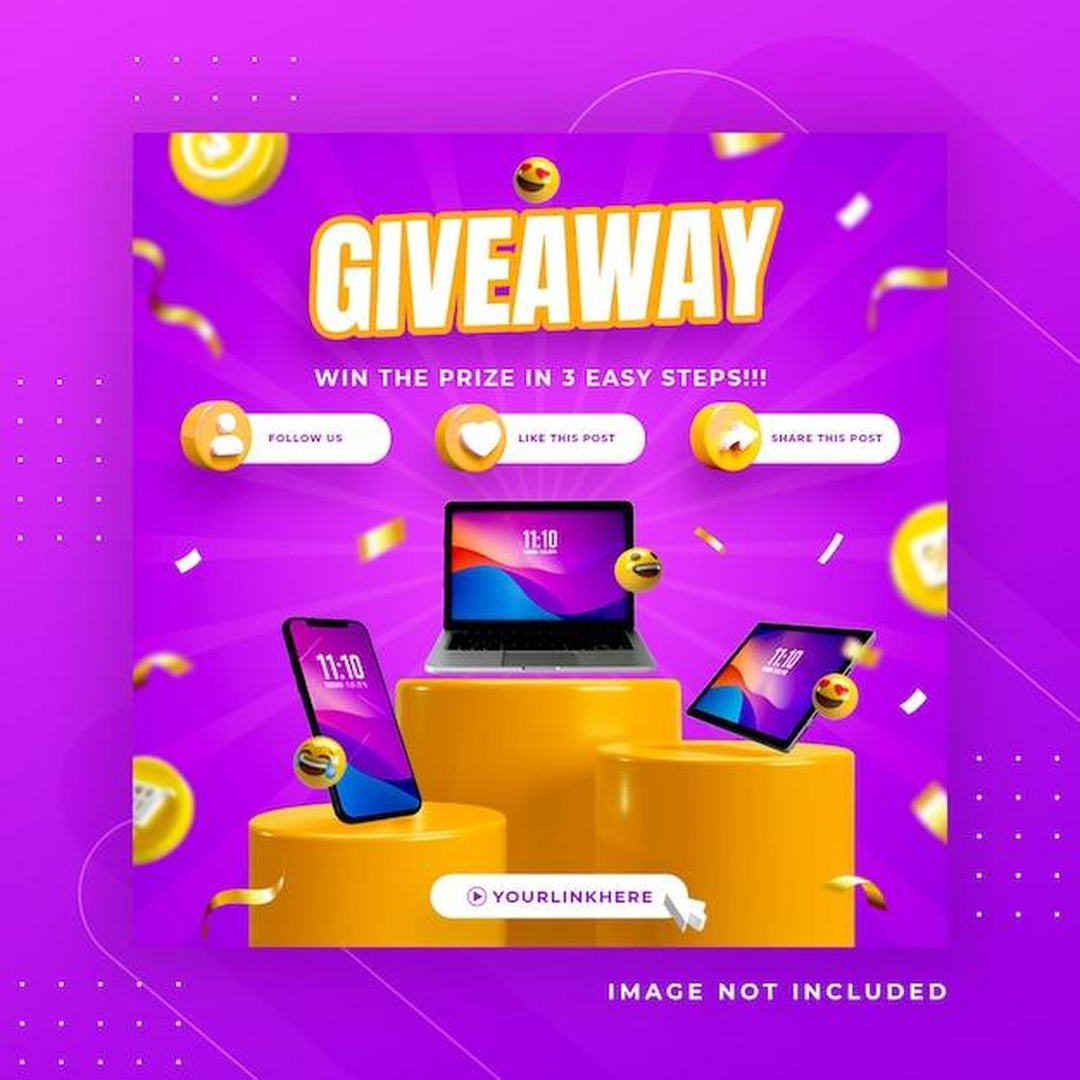 GIVEAWAY
WIN THE PRIZE IN 3 EASY STEPS!!!
FOLLOW US
LIKE THIS POST
SHARE THIS POST
11:10
11:10
11:10
YOURLINKHERE
IMAGE NOT INCLUDED